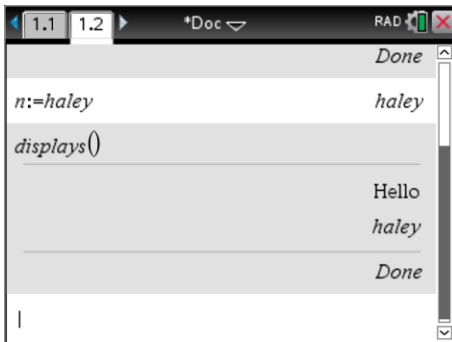 1.1 1.2 *Doc RAD
Done
n:=haley haley
displays()
Hello
haley
Done